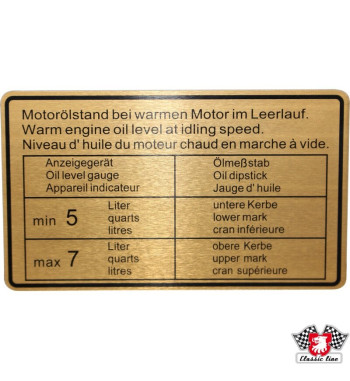 Motorölstand bei warmen Motor im Leerlauf.
Warm engine oil level at idling speed.
Niveau d' huile du moteur chaud en marche à vide.
Anzeigegerät
Oil level gauge
Appareil indicateur
Ölmeßstab
Oil dipstick
Jauge d' huile
min 5
Liter
quarts
litres
untere Kerbe
lower mark
cran inférieure
max 7
Liter
quarts
litres
obere Kerbe
upper mark
cran supérieure
Classic line